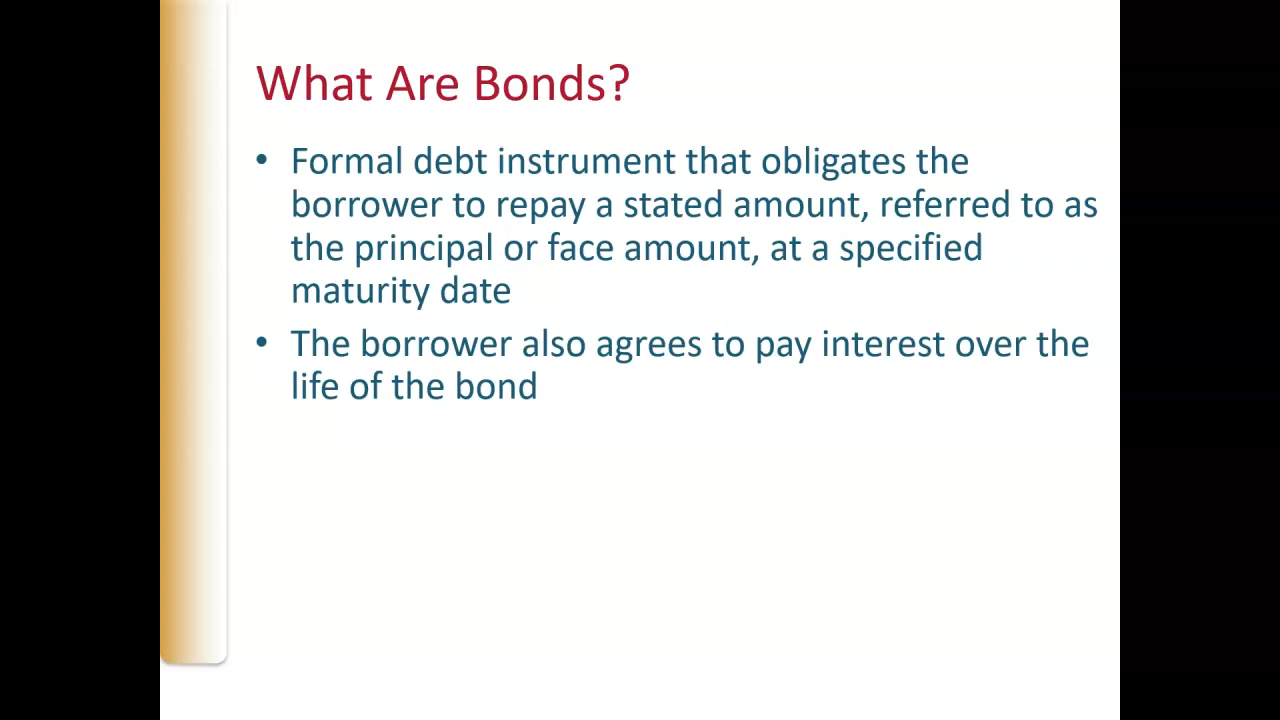 What Are Bonds?
• Formal debt instrument that obligates the
borrower to repay a stated amount, referred to as
the principal or face amount, at a specified
maturity date
• The borrower also agrees to pay interest over the
life of the bond